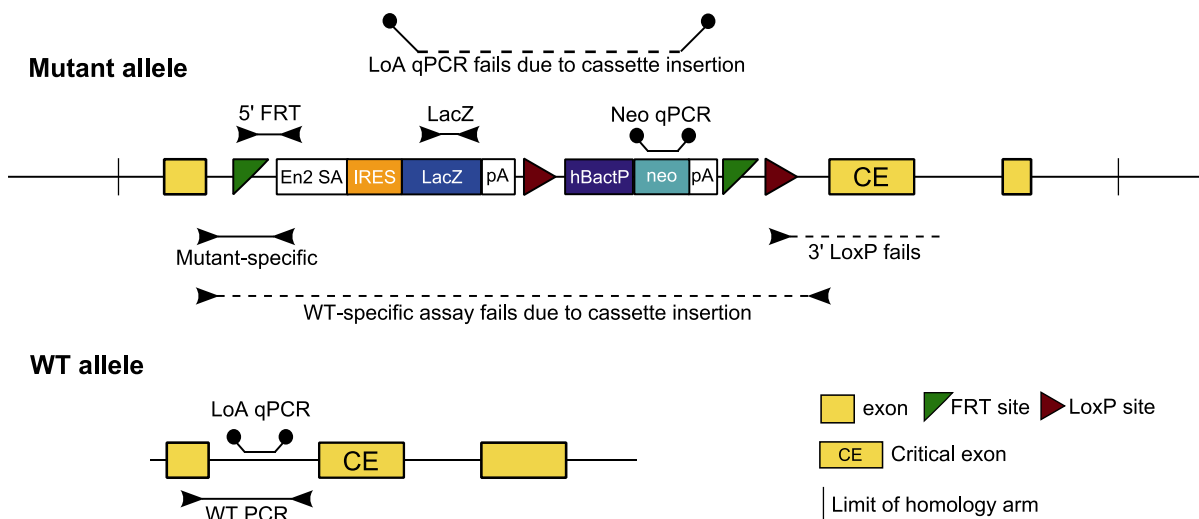 LoA qPCR fails due to cassette insertion
Mutant allele
5' FRT
LacZ
Neo qPCR
En2 SA
IRES
LacZ
pA
hBactP
neo
pA
CE
Mutant-specific
3' LoxP fails
WT-specific assay fails due to cassette insertion
WT allele
LoA qPCR
CE
WT PCR
exon
FRT site
LoxP site
CE
Critical exon
Limit of homology arm